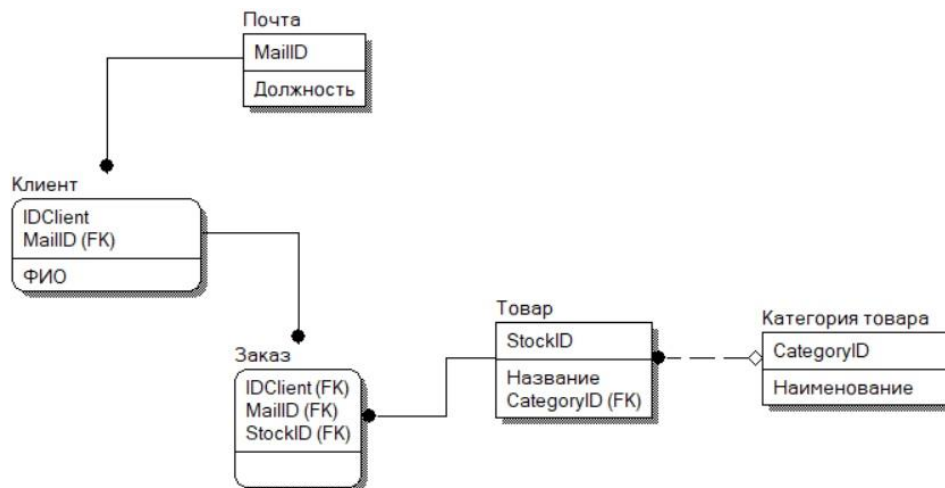 Почта
MailID
Должность
Клиент
IDClient
MailID (FK)
ФИО
Заказ
IDClient (FK)
MailID (FK)
StockID (FK)
Товар
StockID
Название
CategoryID (FK)
Категория товара
CategoryID
Наименование